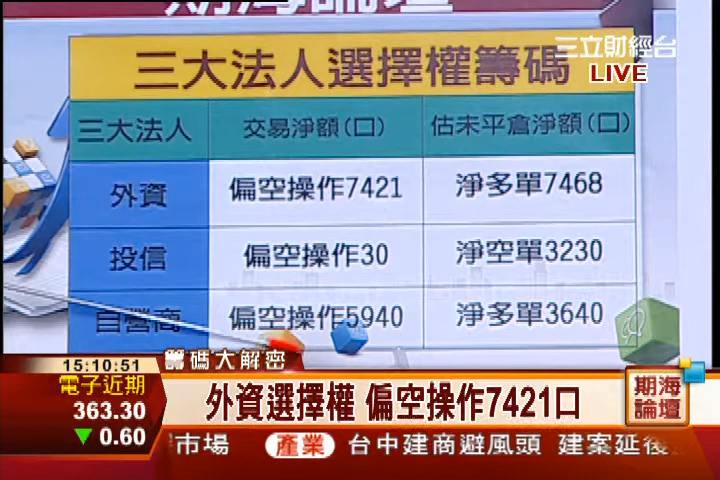 期海論壇
三立財經台
LIVE
三大法人選擇權籌碼
三大法人 交易淨額(口) 估未平倉淨額(口)
外資 偏空操作7421 淨多單7468
投信 偏空操作30 淨空單3230
自營商 偏空操作5940 淨多單3640
15:10:51
籌碼大解密
電子近期
363.30
▼0.60
外資選擇權 偏空操作7421口
期海
論壇
市場 產業 台中建商避風頭 建案延後